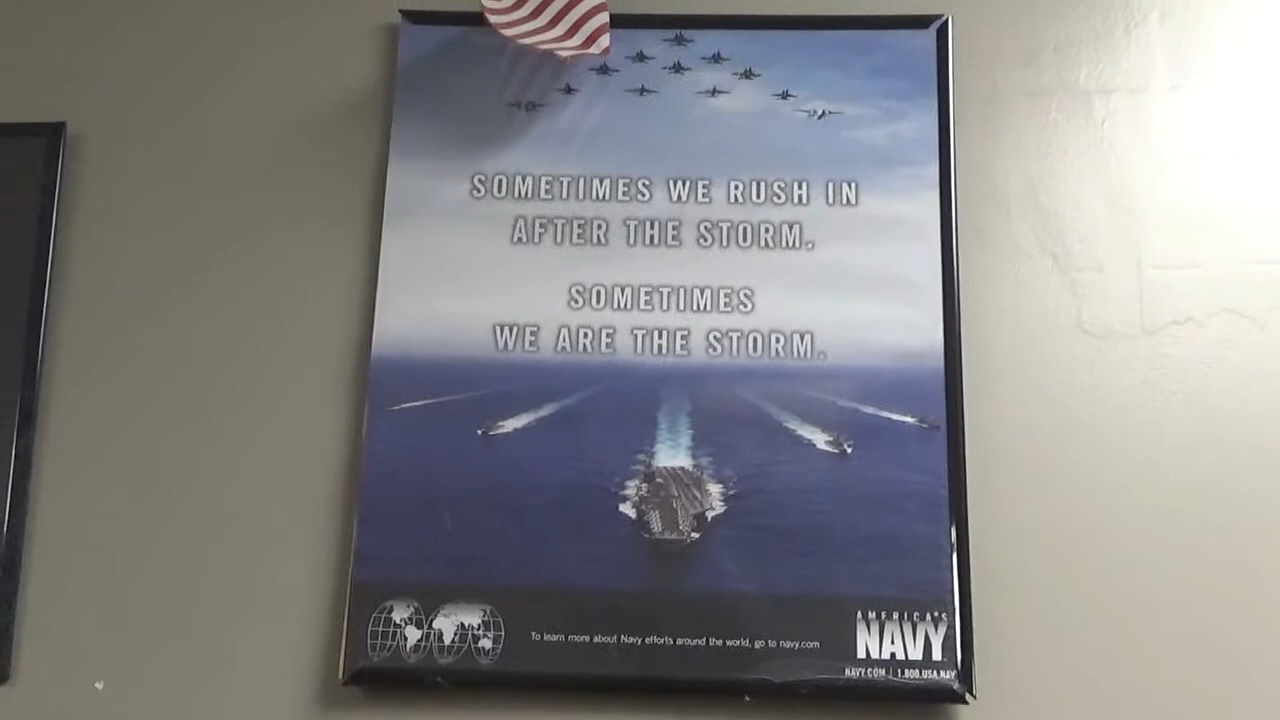 SOMETIMES WE RUSH IN
AFTER THE STORM.
SOMETIMES
WE ARE THE STORM.
To learn more about Navy efforts around the world, go to navy.com
AMERICA'S
NAVY
NAVY.COM | 1.800.USA.NAV